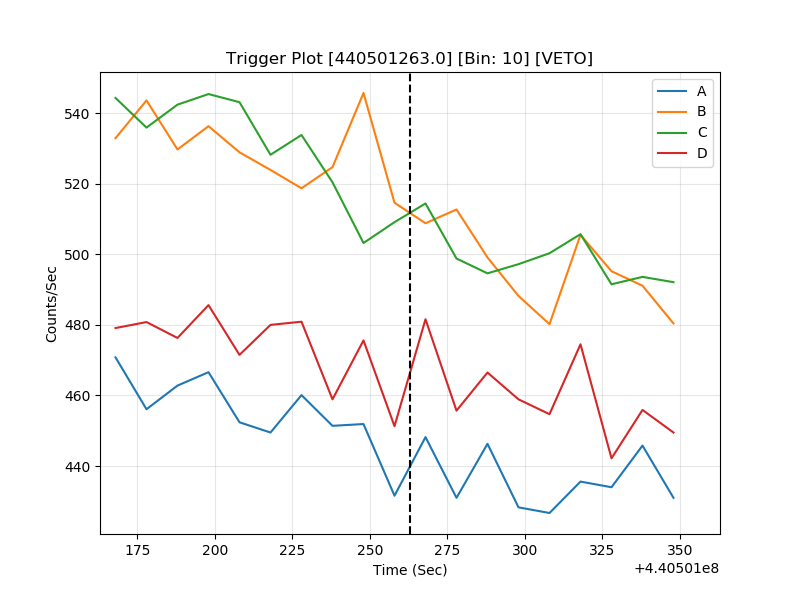 Trigger Plot [440501263.0] [Bin: 10] [VETO]
A
B
C
D
540
520
500
480
460
440
Counts/Sec
175 200 225 250 275 300 325 350
Time (Sec)
+4.40501e8